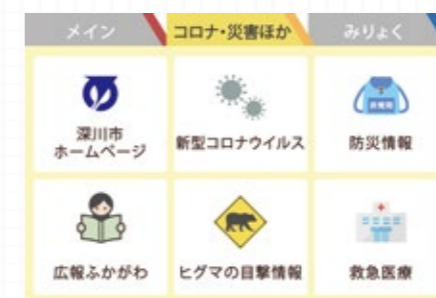 メイン
コロナ・災害ほか
みりょく
深川市
ホームページ
新型コロナウイルス
防災情報
広報ふかがわ
ヒグマの目撃情報
救急医療